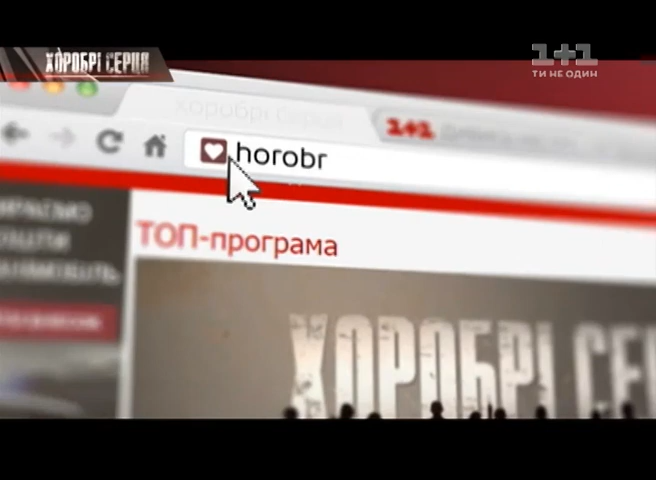 ХОРОБРІ СЕРЦЯ
1+1
ТИ НЕ ОДИН
хоробрі серця
1+1
horobr
ТОП-програма
ХОРОБРІ СЕ